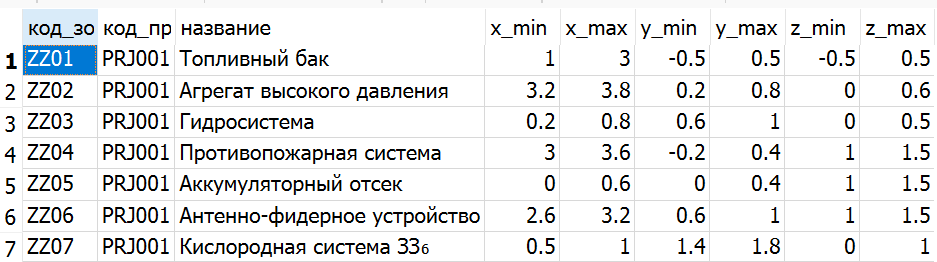 код_зо код_пр название x_min x_max y_min y_max z_min z_max
1 ZZ01 PRJ001 Топливный бак 1 3 -0.5 0.5 -0.5 0.5
2 ZZ02 PRJ001 Агрегат высокого давления 3.2 3.8 0.2 0.8 0 0.6
3 ZZ03 PRJ001 Гидросистема 0.2 0.8 0.6 1 0 0.5
4 ZZ04 PRJ001 Противопожарная система 3 3.6 -0.2 0.4 1 1.5
5 ZZ05 PRJ001 Аккумуляторный отсек 0 0.6 0 0.4 1 1.5
6 ZZ06 PRJ001 Антенно-фидерное устройство 2.6 3.2 0.6 1 1 1.5
7 ZZ07 PRJ001 Кислородная система ЗЗ₆ 0.5 1 1.4 1.8 0 1